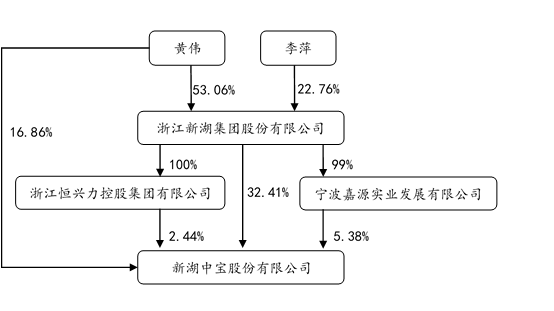 黄伟
李萍
53.06%
22.76%
16.86%
浙江新湖集团股份有限公司
100%
99%
浙江恒兴力控股集团有限公司
32.41%
宁波嘉源实业发展有限公司
2.44%
5.38%
新湖中宝股份有限公司